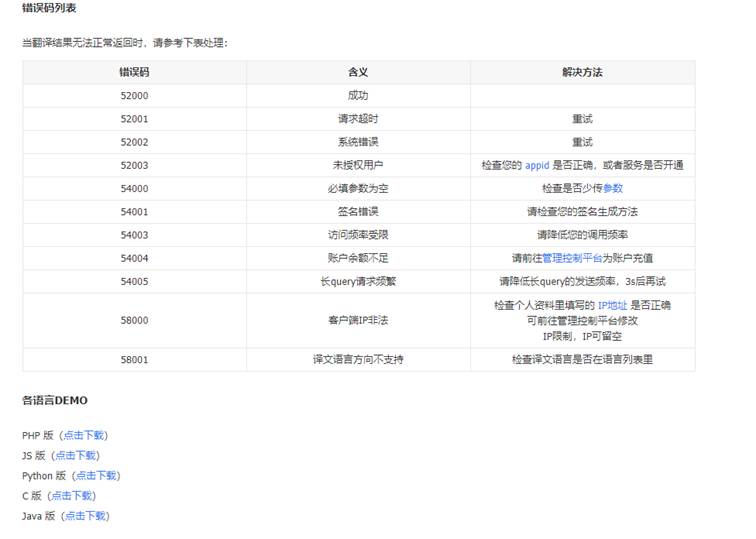 错误码列表
当翻译结果无法正常返回时，请参考下表处理：
错误码 含义 解决方法
52000 成功
52001 请求超时 重试
52002 系统错误 重试
52003 未授权用户 检查您的 appid 是否正确，或者服务是否开通
54000 必填参数为空 检查是否少传参数
54001 签名错误 请检查您的签名生成方法
54003 访问频率受限 请降低您的调用频率
54004 账户余额不足 请前往管理控制平台为账户充值
54005 长query请求频繁 请降低长query的发送频率，3s后再试
58000 客户端IP非法 检查个人资料里填写的 IP地址 是否正确
可前往管理控制平台修改
IP限制，IP可留空
58001 译文语言方向不支持 检查译文语言是否在语言列表里
各语言DEMO
PHP 版（点击下载）
JS 版（点击下载）
Python 版（点击下载）
C 版（点击下载）
Java 版（点击下载）